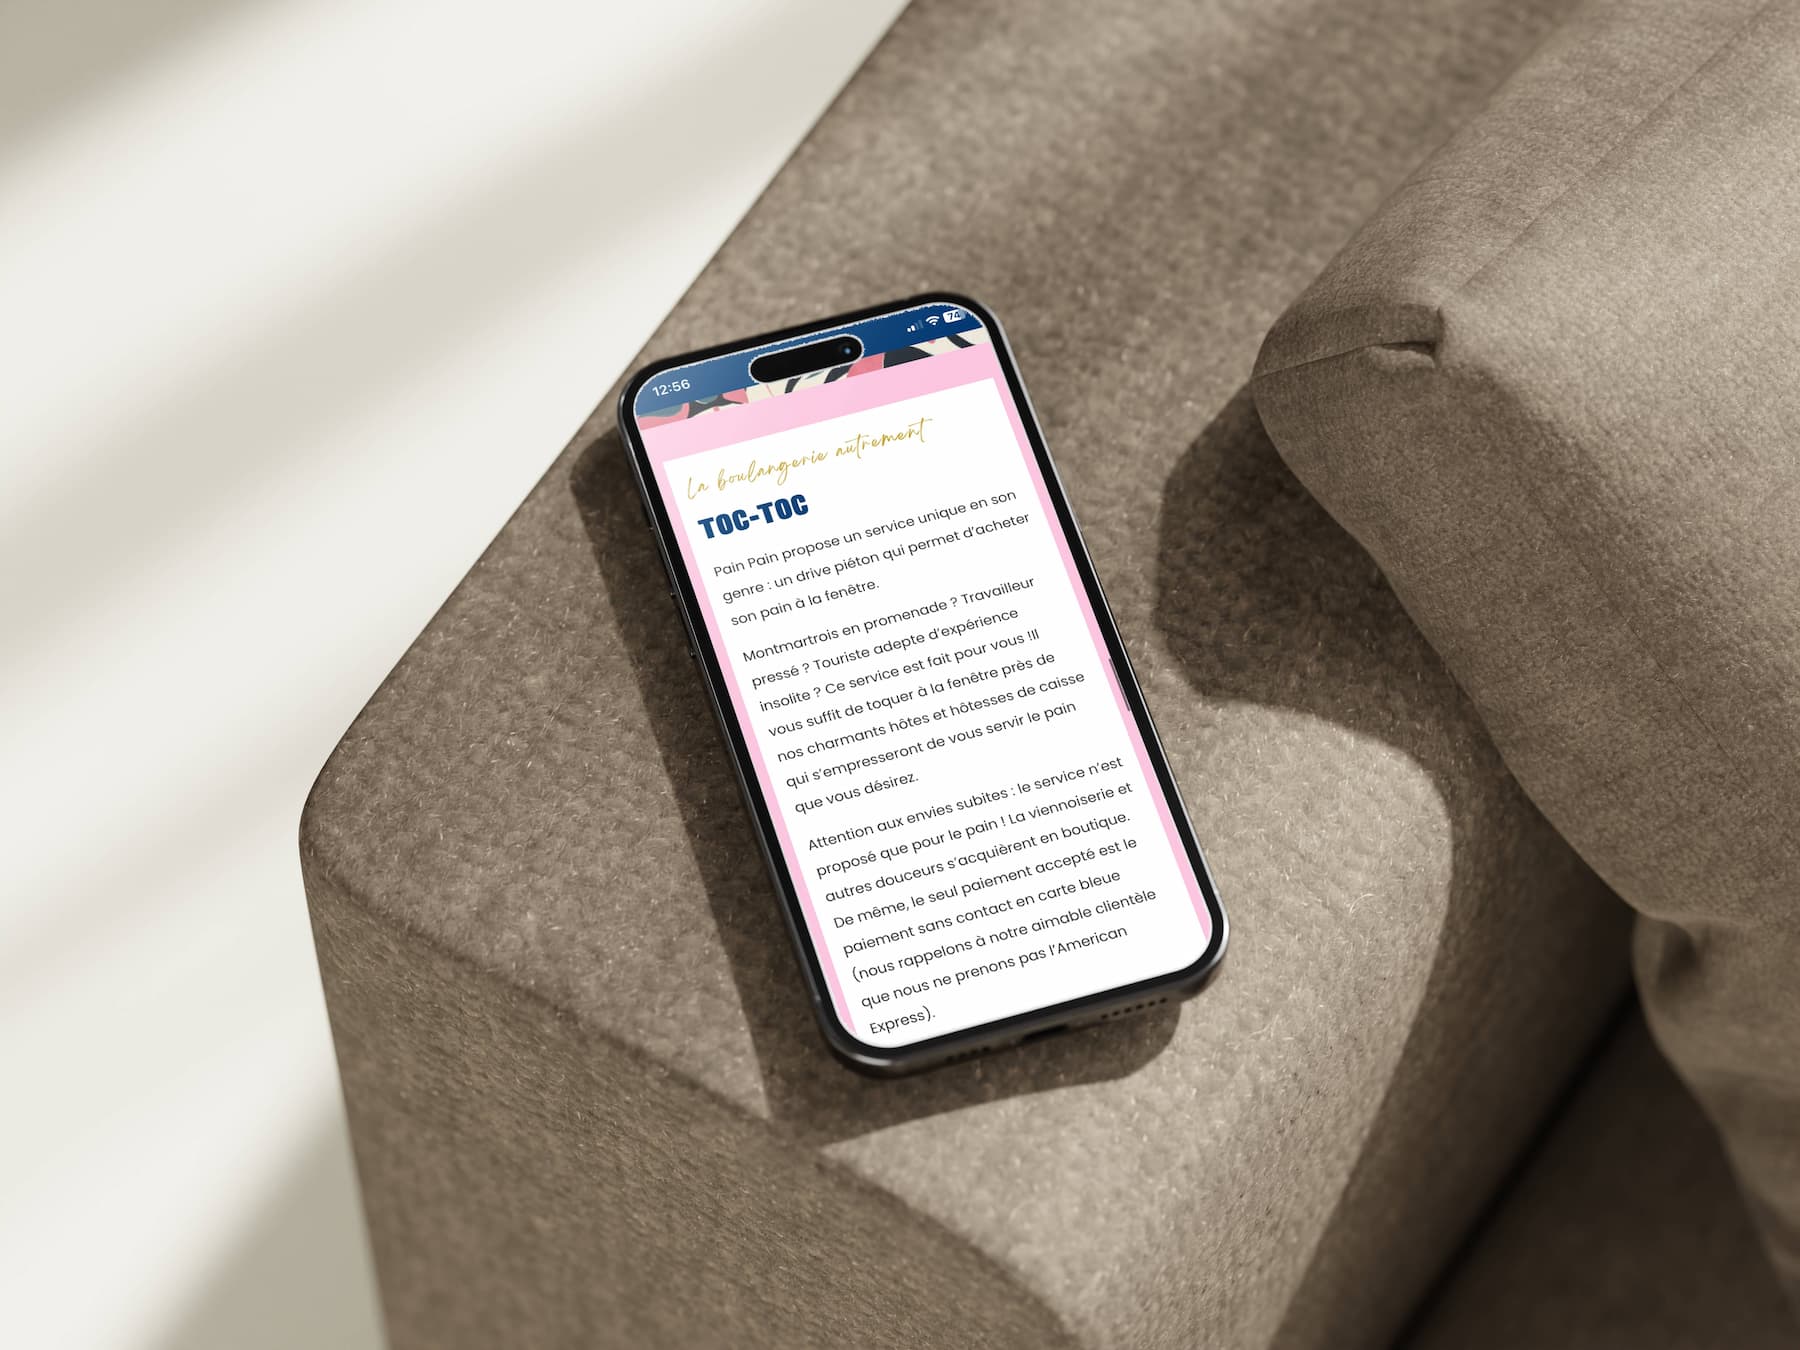 12:56
74
La boulangerie autrement
TOC-TOC
Pain Pain propose un service unique en son
genre : un drive piéton qui permet d'acheter
son pain à la fenêtre.
Montmartrois en promenade ? Travailleur
pressé ? Touriste adepte d'expérience
insolite ? Ce service est fait pour vous !Il
vous suffit de toquer à la fenêtre près de
nos charmants hôtes et hôtesses de caisse
qui s'empresseront de vous servir le pain
que vous désirez.
Attention aux envies subites : le service n'est
proposé que pour le pain ! La viennoiserie et
autres douceurs s'acquièrent en boutique.
De même, le seul paiement accepté est le
paiement sans contact en carte bleue
(nous rappelons à notre aimable clientèle
que nous ne prenons pas l'American
Express).